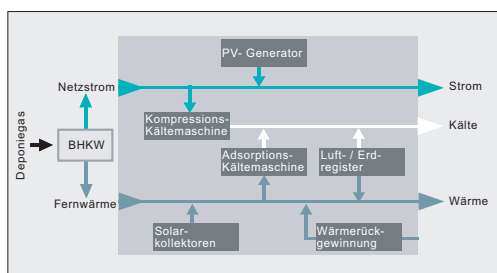 PV- Generator
Netzstrom
Strom
Kompressions-
Kältemaschine
Kälte
Deponiegas
BHKW
Adsorptions-
Kältemaschine
Luft- / Erd-
register
Fernwärme
Wärme
Solar-
kollektoren
Wärmerück-
gewinnung